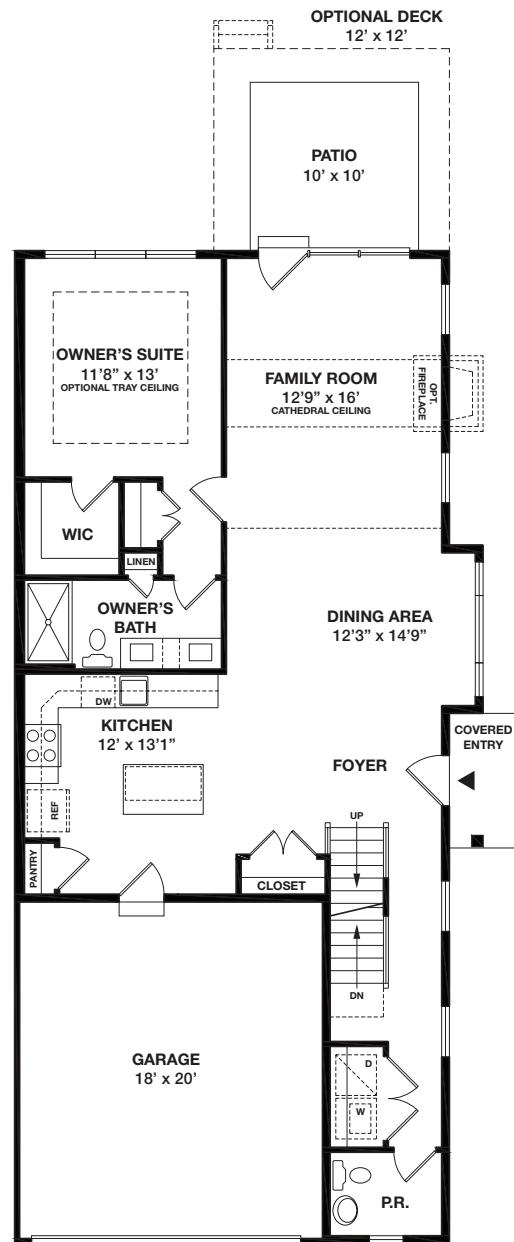 OPTIONAL DECK
12’ x 12’
PATIO
10’ x 10’
OWNER’S SUITE
11’8” x 13’
OPTIONAL TRAY CEILING
FAMILY ROOM
12’9” x 16’
CATHEDRAL CEILING
OPT.
FIREPLACE
WIC
LINEN
OWNER’S
BATH
DINING AREA
12’3” x 14’9”
DW
KITCHEN
12’ x 13’1”
COVERED
ENTRY
FOYER
REF
UP
PANTRY
CLOSET
DN
GARAGE
18’ x 20’
D
W
P.R.